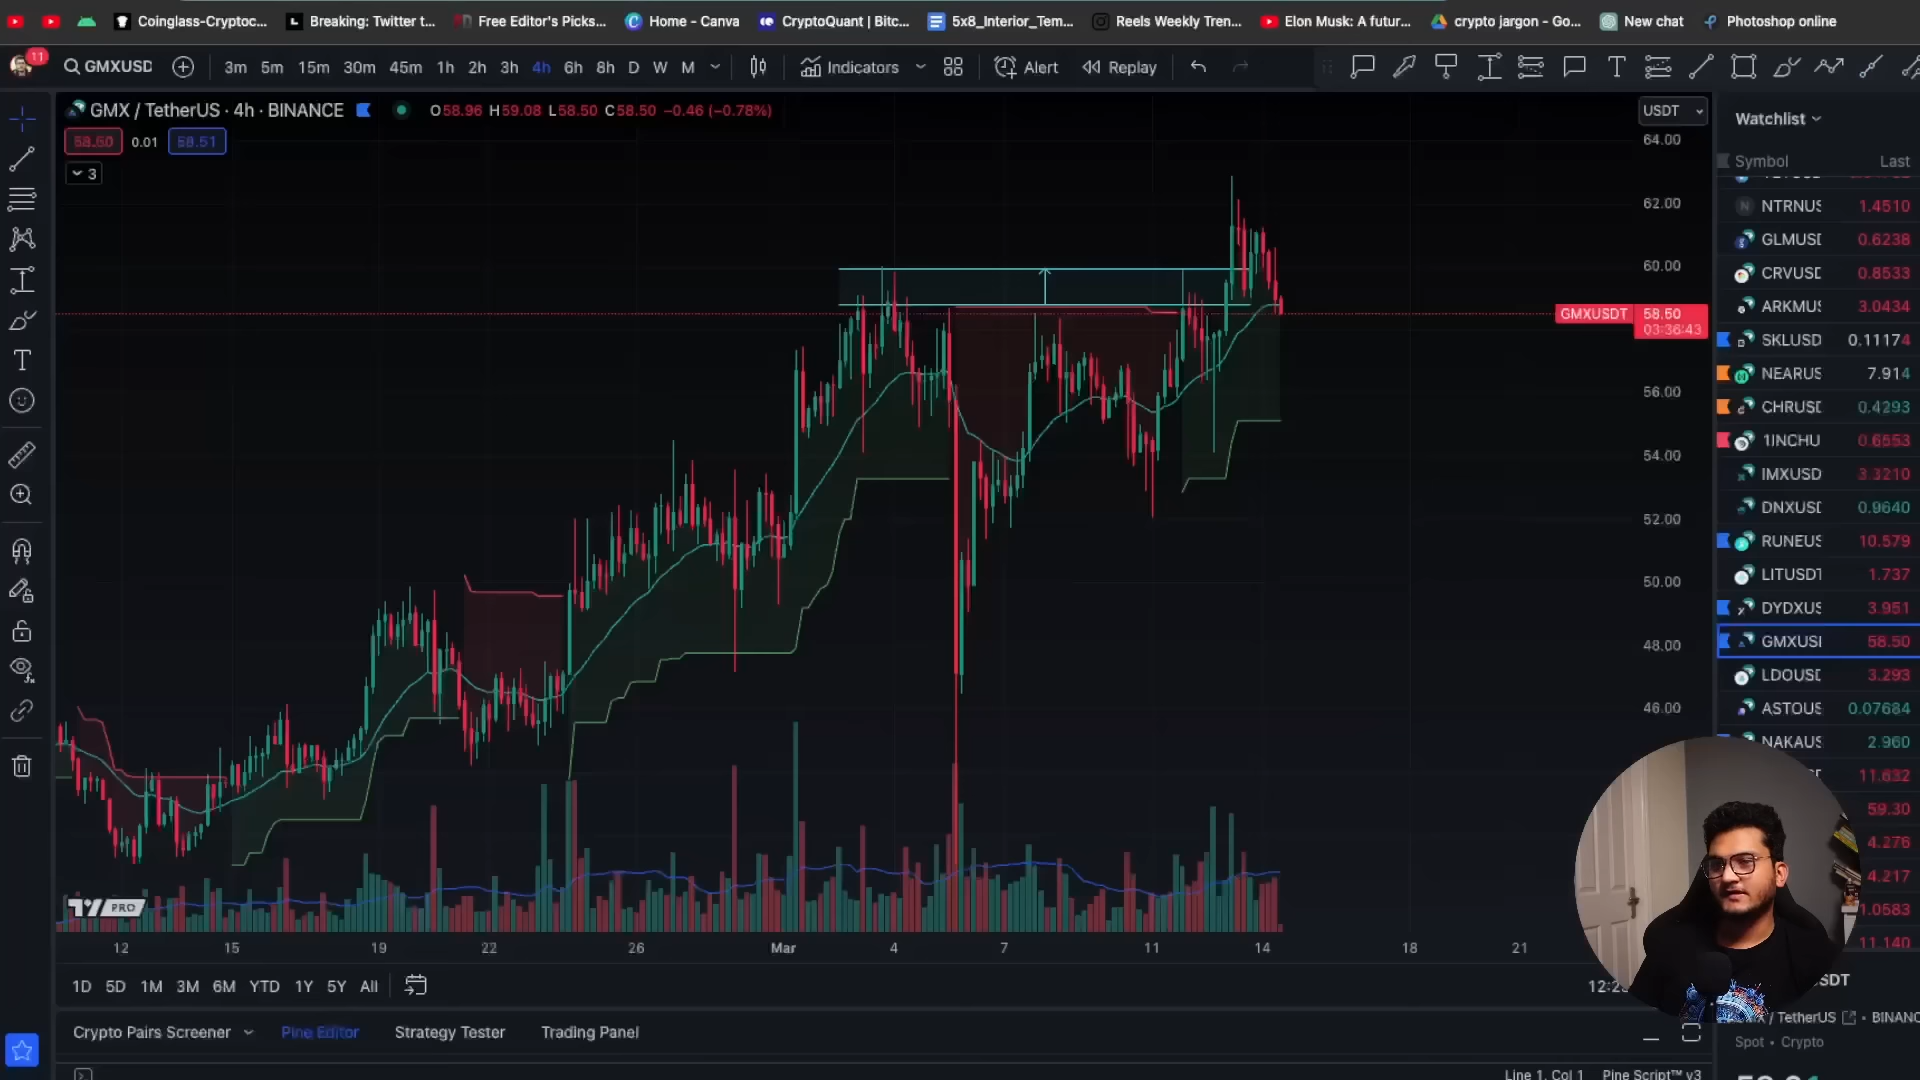 Coinglass-Cryptoc... Breaking: Twitter t... Free Editor's Picks... Home - Canva CryptoQuant | Bitc... 5x8_Interior_Tem... Reels Weekly Tren... Elon Musk: A futur... crypto jargon - Go... New chat Photoshop online
11 GMXUSD 3m 5m 15m 30m 45m 1h 2h 3h 4h 6h 8h D W M Indicators Alert Replay
GMX / TetherUS · 4h · BINANCE O58.96 H59.08 L58.50 C58.50 −0.46 (−0.78%) USDT
58.50 0.01 58.51
3
64.00
62.00
60.00
GMXUSDT 58.50
03:36:43
56.00
54.00
52.00
50.00
48.00
46.00
PRO
12 15 19 22 26 Mar 4 7 11 14 18 21
1D 5D 1M 3M 6M YTD 1Y 5Y All
Crypto Pairs Screener Pine Editor Strategy Tester Trading Panel
Line 1, Col 1 Pine Script™ v3
Watchlist
Symbol Last
NTRNUS 1.4510
GLMUSD 0.6238
CRVUSD 0.8533
ARKMUS 3.0434
SKLUSD 0.11174
NEARUS 7.914
CHRUSD 0.4293
1INCHU 0.6553
IMXUSD 3.3210
DNXUSD 0.9640
RUNEUS 10.579
LITUSDT 1.737
DYDXUS 3.951
GMXUSD 58.50
LDOUSD 3.293
ASTOUS 0.07684
NAKAUS 2.960
11.632
59.30
4.276
4.217
1.0583
11.140
/ TetherUS • BINANC
Spot • Crypto